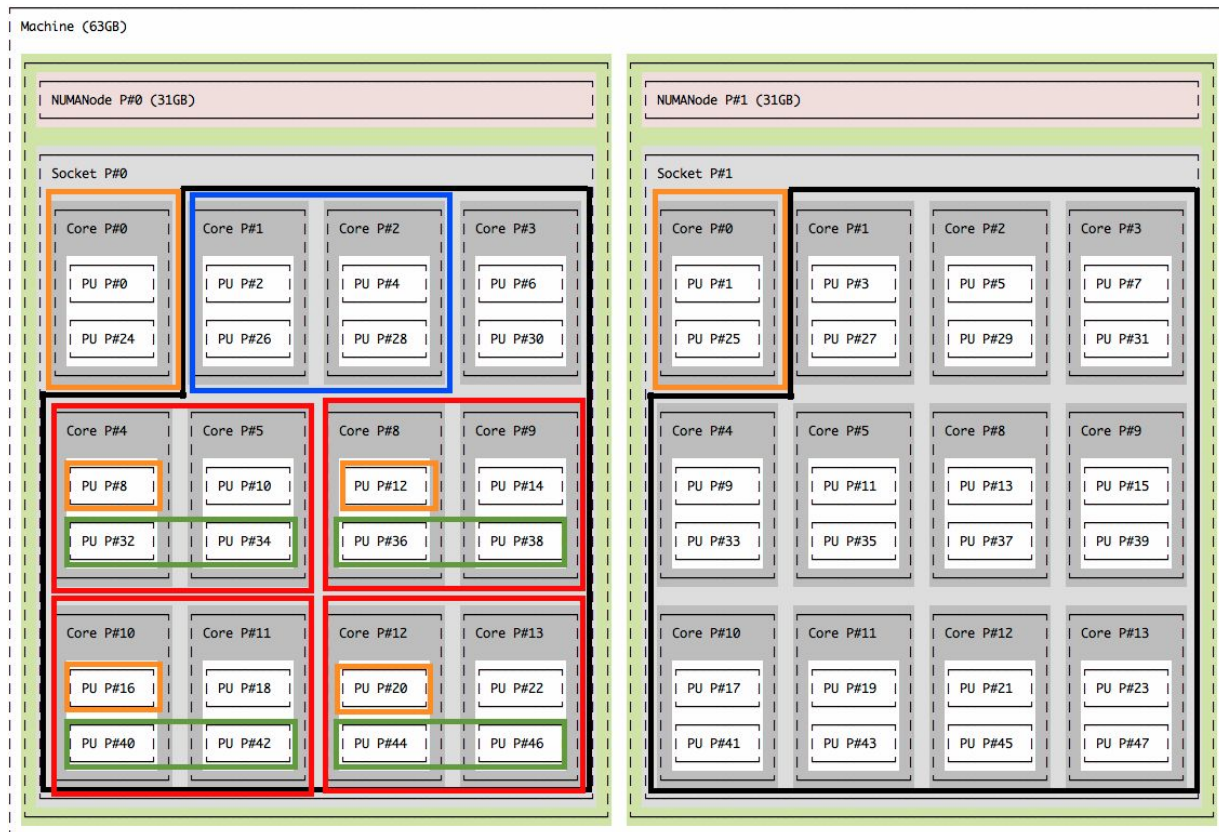 Machine (63GB)
NUMANode P#0 (31GB)
Socket P#0
Core P#0 Core P#1 Core P#2 Core P#3
PU P#0 PU P#2 PU P#4 PU P#6
PU P#24 PU P#26 PU P#28 PU P#30
Core P#4 Core P#5 Core P#8 Core P#9
PU P#8 PU P#10 PU P#12 PU P#14
PU P#32 PU P#34 PU P#36 PU P#38
Core P#10 Core P#11 Core P#12 Core P#13
PU P#16 PU P#18 PU P#20 PU P#22
PU P#40 PU P#42 PU P#44 PU P#46
NUMANode P#1 (31GB)
Socket P#1
Core P#0 Core P#1 Core P#2 Core P#3
PU P#1 PU P#3 PU P#5 PU P#7
PU P#25 PU P#27 PU P#29 PU P#31
Core P#4 Core P#5 Core P#8 Core P#9
PU P#9 PU P#11 PU P#13 PU P#15
PU P#33 PU P#35 PU P#37 PU P#39
Core P#10 Core P#11 Core P#12 Core P#13
PU P#17 PU P#19 PU P#21 PU P#23
PU P#41 PU P#43 PU P#45 PU P#47